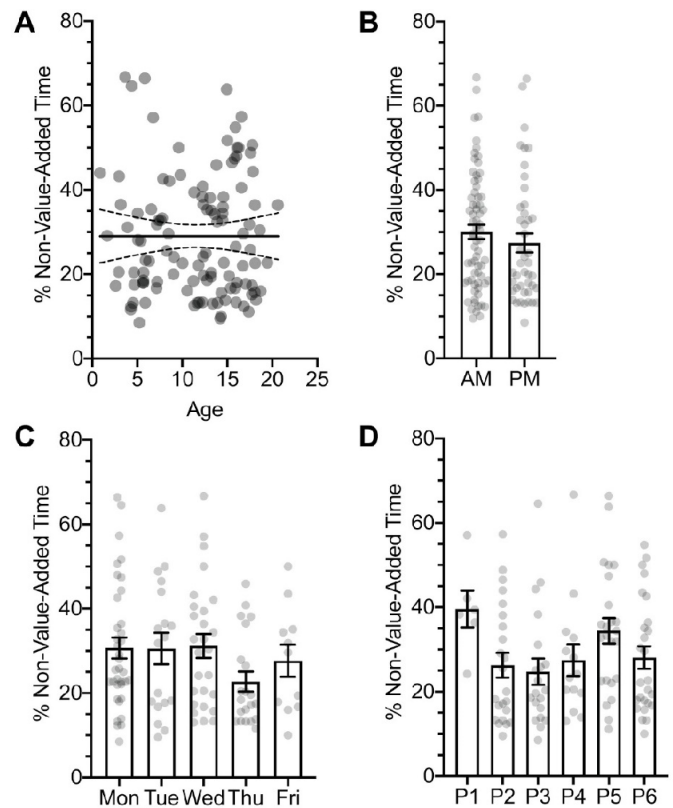 A
% Non-Value-Added Time
80
60
40
20
0
0 5 10 15 20 25
Age
B
% Non-Value-Added Time
80
60
40
20
0
AM PM
C
% Non-Value-Added Time
80
60
40
20
0
Mon Tue Wed Thu Fri
D
% Non-Value-Added Time
80
60
40
20
0
P1 P2 P3 P4 P5 P6